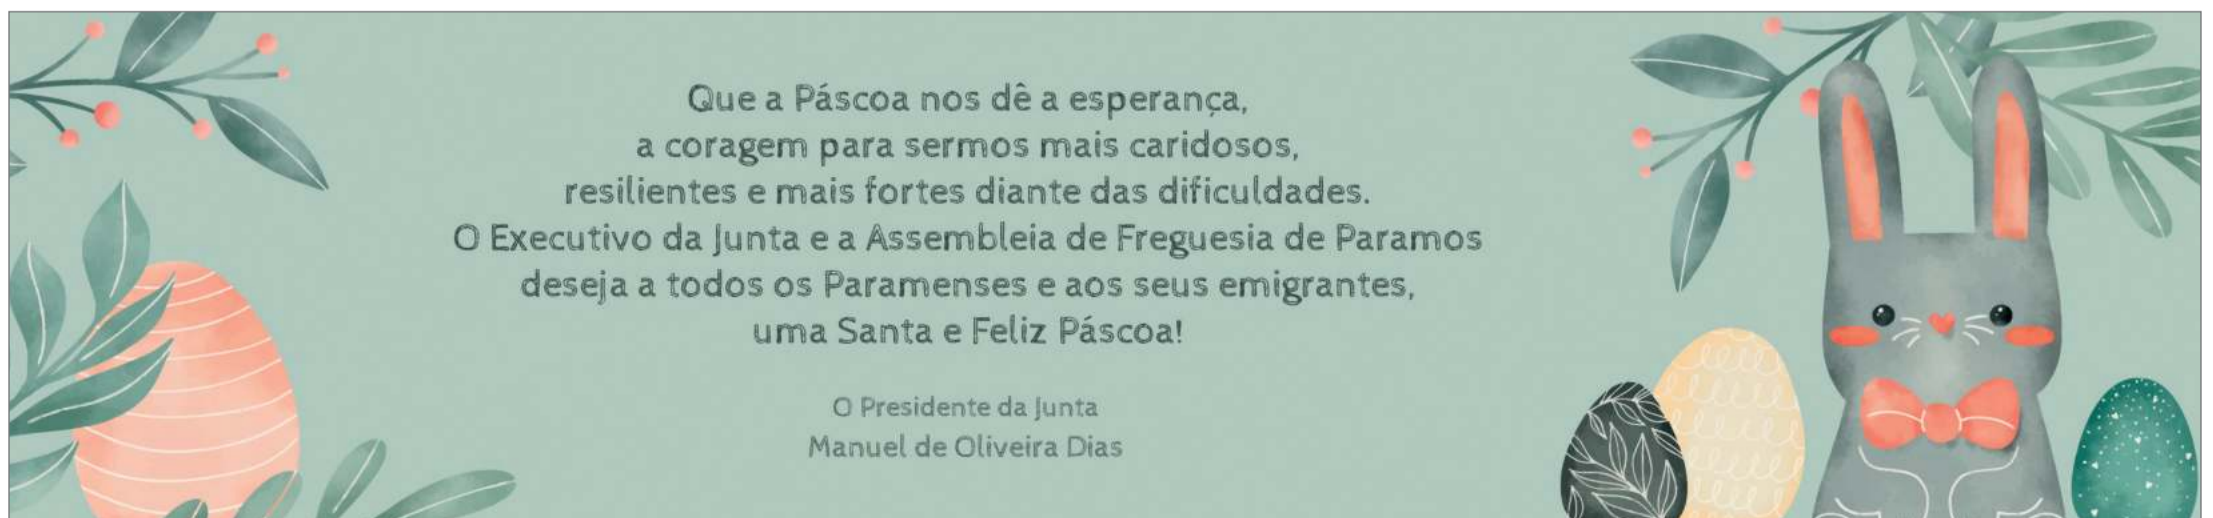 Que a Páscoa nos dê a esperança,
a coragem para sermos mais caridosos,
resilientes e mais fortes diante das dificuldades.
O Executivo da Junta e a Assembleia de Freguesia de Paramos
deseja a todos os Paramenses e aos seus emigrantes,
uma Santa e Feliz Páscoa!
O Presidente da Junta
Manuel de Oliveira Dias